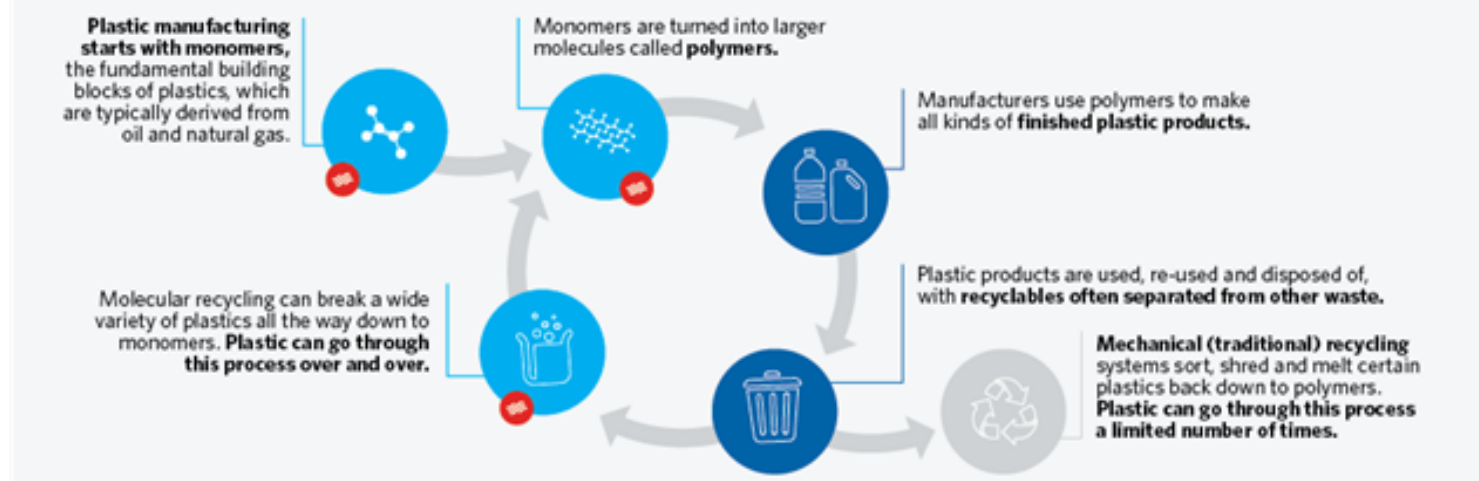 Plastic manufacturing
starts with monomers,
the fundamental building
blocks of plastics, which
are typically derived from
oil and natural gas.
Monomers are turned into larger
molecules called polymers.
Manufacturers use polymers to make
all kinds of finished plastic products.
Plastic products are used, re-used and disposed of,
with recyclables often separated from other waste.
Mechanical (traditional) recycling
systems sort, shred and melt certain
plastics back down to polymers.
Plastic can go through this process
a limited number of times.
Molecular recycling can break a wide
variety of plastics all the way down to
monomers. Plastic can go through
this process over and over.